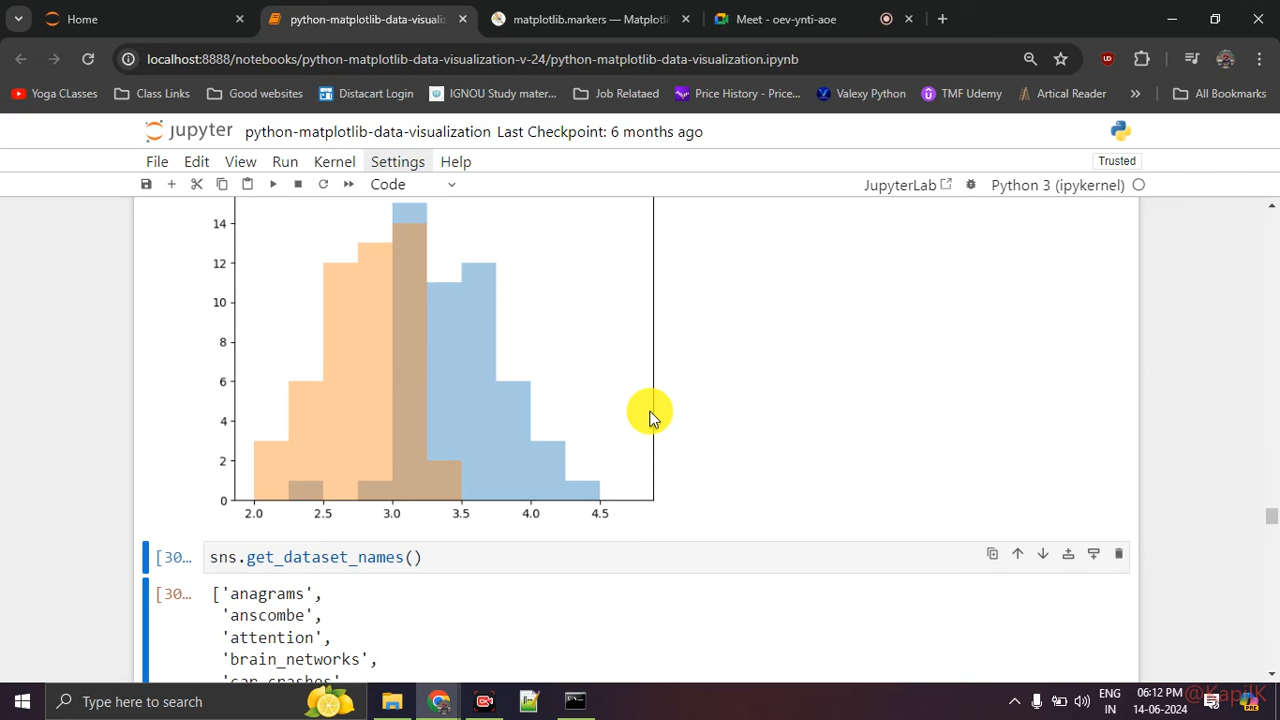 Home
python-matplotlib-data-visuali
matplotlib.markers — Matplotl
Meet - oev-ynti-aoe
localhost:8888/notebooks/python-matplotlib-data-visualization-v-24/python-matplotlib-data-visualization.ipynb
Yoga CLasses
Class Links
Good websites
Distacart Login
IGNOU Study mater...
Job Relataed
Price History - Price...
Valexy Python
TMF Udemy
Artical Reader
»
All Bookmarks
jupyter python-matplotlib-data-visualization Last Checkpoint: 6 months ago
File Edit View Run Kernel Settings Help
Trusted
Code
JupyterLab
Python 3 (ipykernel)
14
12
10
8
6
4
2
0
2.0 2.5 3.0 3.5 4.0 4.5
[30... sns.get_dataset_names()
[30... ['anagrams',
'anscombe',
'attention',
'brain_networks',
'car_crashes',
Type here to search
ENG
IN
06:12 PM
14-06-2024
@KapilK
PRE